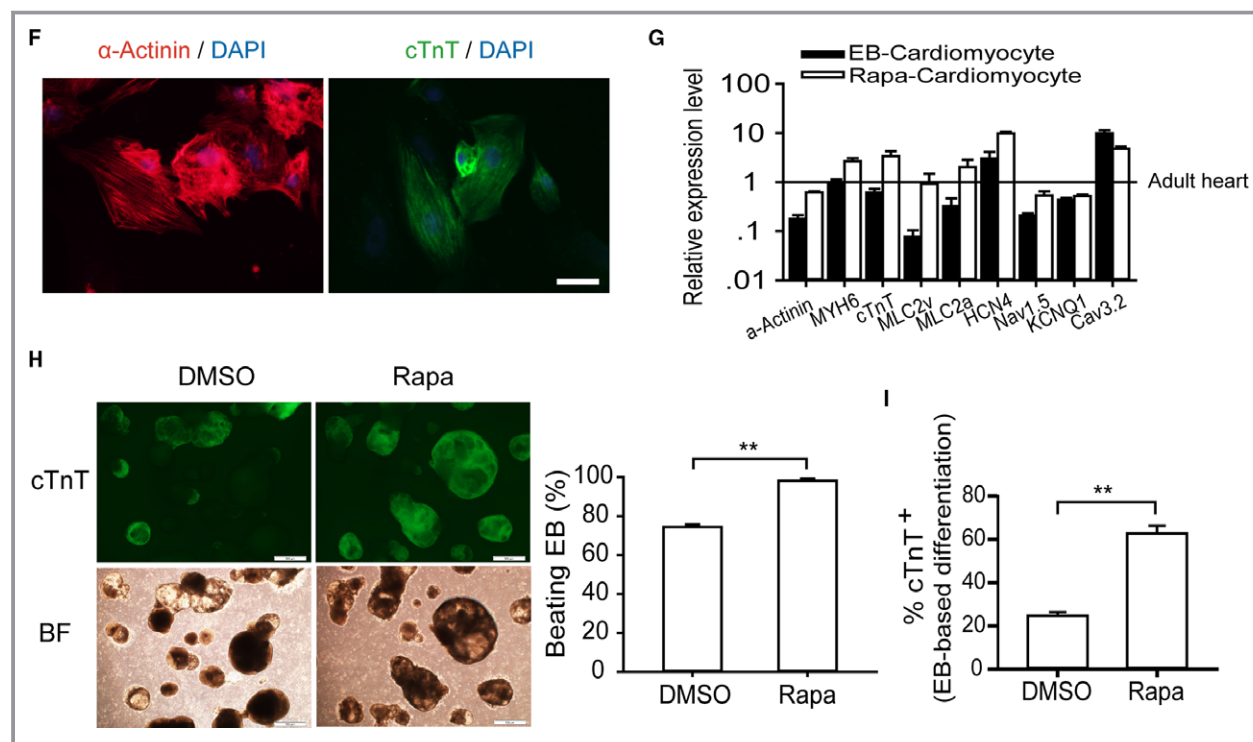 F
α-Actinin / DAPI
cTnT / DAPI
G
EB-Cardiomyocyte
Rapa-Cardiomyocyte
Relative expression level
10
1
.1
.01
Adult heart
a-Actinin
MYH6
cTnT
MLC2v
MLC2a
HCN4
Nav1.5
KCNQ1
Cav3.2
H
DMSO
Rapa
cTnT
BF
Beating EB (%)
100
80
60
40
20
0
**
DMSO
Rapa
I
% cTnT +
(EB-based differentiation)
80
60
40
20
0
**
DMSO
Rapa